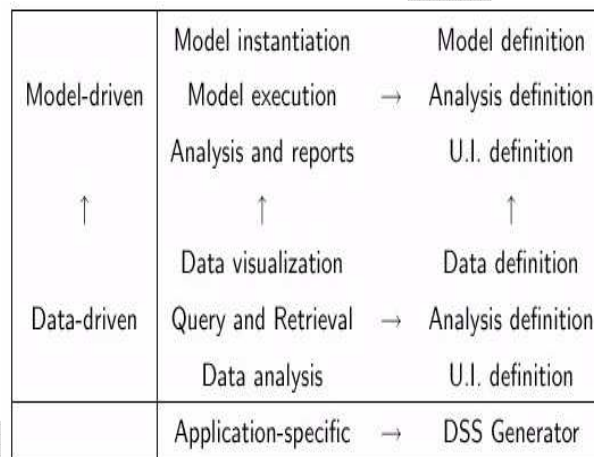 Model instantiation Model definition
Model-driven Model execution → Analysis definition
Analysis and reports U.I. definition
↑ ↑ ↑
Data visualization Data definition
Data-driven Query and Retrieval → Analysis definition
Data analysis U.I. definition
Application-specific → DSS Generator